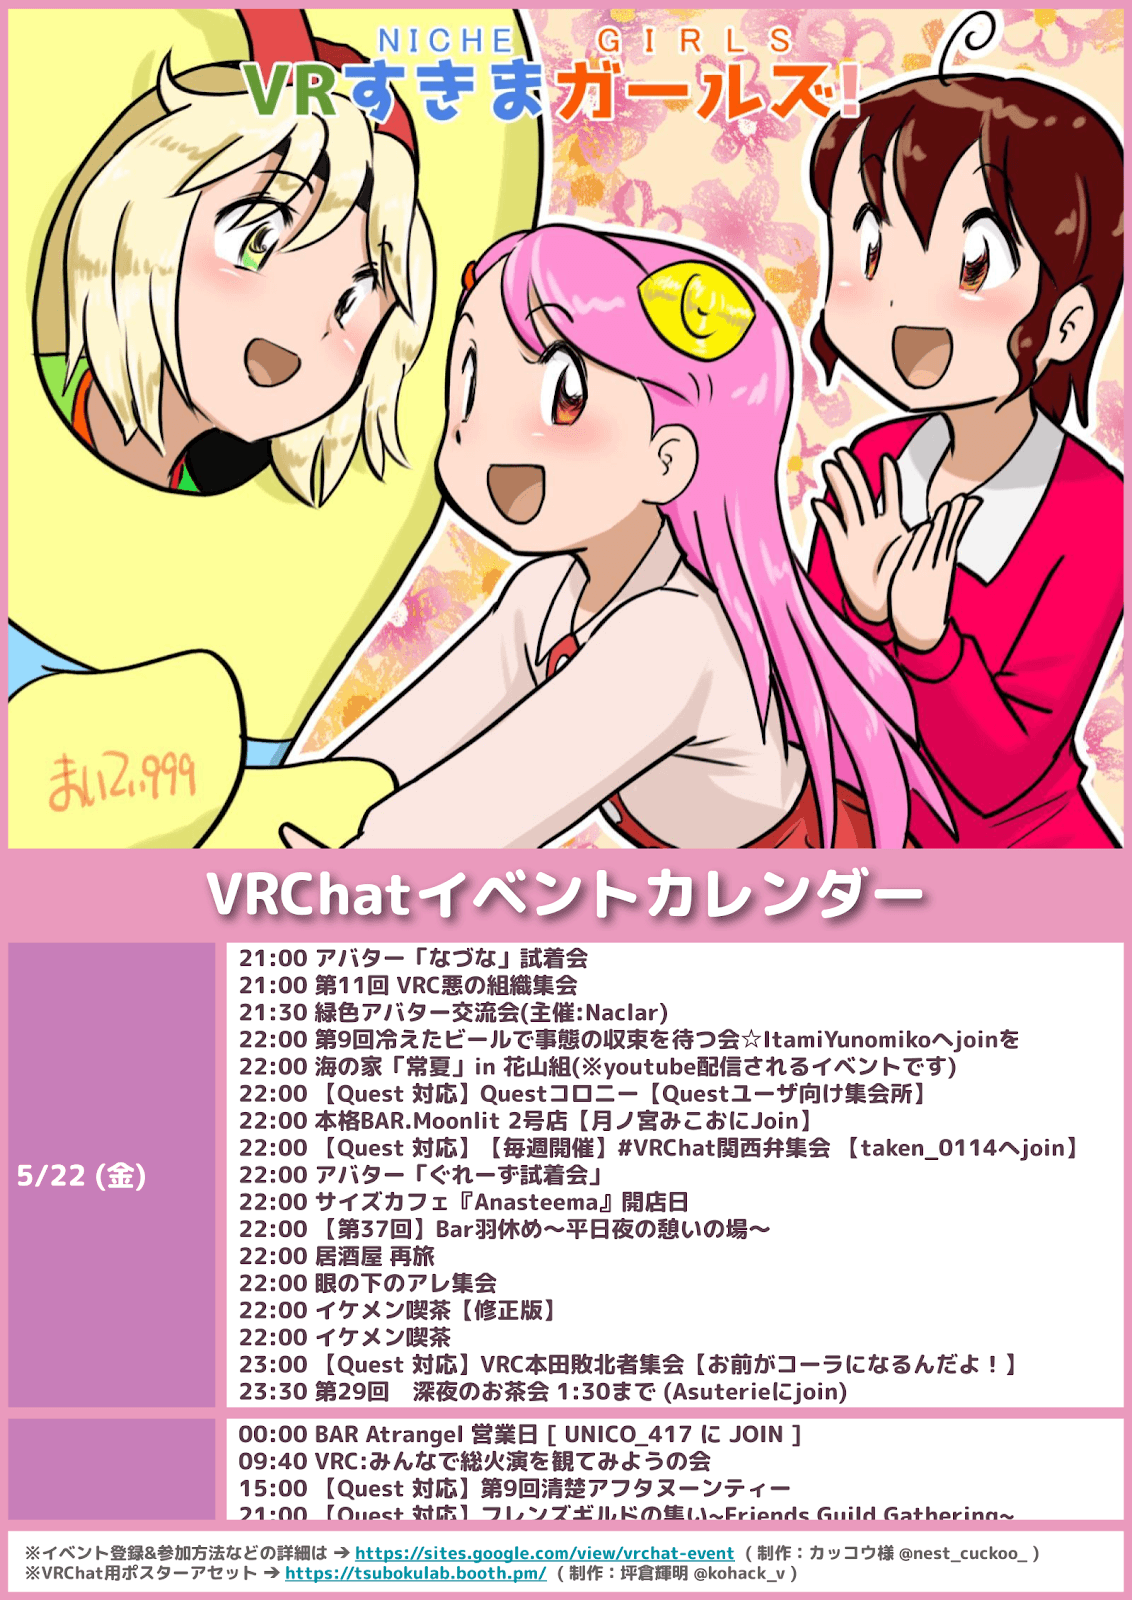 NICHE GIRLS
VRすきまガールズ!
まいてぃ999
VRChatイベントカレンダー
5/22 (金)
21:00 アバター「なづな」試着会
21:00 第11回 VRC悪の組織集会
21:30 緑色アバター交流会(主催:Naclar)
22:00 第9回冷えたビールで事態の収束を待つ会☆ItamiYunomikoへjoinを
22:00 海の家「常夏」in 花山組(※youtube配信されるイベントです)
22:00 【Quest 対応】Questコロニー【Questユーザ向け集会所】
22:00 本格BAR.Moonlit 2号店【月ノ宮みこおにJoin】
22:00 【Quest 対応】【毎週開催】#VRChat関西弁集会 【taken_0114へjoin】
22:00 アバター「ぐれーず試着会」
22:00 サイズカフェ『Anasteema』開店日
22:00 【第37回】Bar羽休め～平日夜の憩いの場～
22:00 居酒屋 再旅
22:00 眼の下のアレ集会
22:00 イケメン喫茶【修正版】
22:00 イケメン喫茶
23:00 【Quest 対応】VRC本田敗北者集会【お前がコーラになるんだよ！】
23:30 第29回　深夜のお茶会 1:30まで (Asuterieにjoin)
00:00 BAR Atrangel 営業日 [ UNICO_417 に JOIN ]
09:40 VRC:みんなで総火演を観てみようの会
15:00 【Quest 対応】第9回清楚アフタヌーンティー
21:00 【Quest 対応】フレンズギルドの集い~Friends Guild Gathering~
※イベント登録&参加方法などの詳細は ➔ https://sites.google.com/view/vrchat-event ( 制作：カッコウ様 @nest_cuckoo_ )
※VRChat用ポスターアセット ➔ https://tsubokulab.booth.pm/ ( 制作：坪倉輝明 @kohack_v )